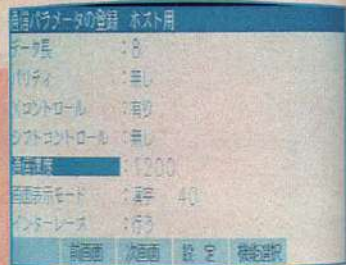 通信パラメータの登録 ホスト用
データ長 :8
パリティ :無し
Xコントロール :有り
シフトコントロール :無し
通信速度 :1200
画面表示モード :漢字 40
インターレース :行う
前画面 次画面 設 定 機能選択